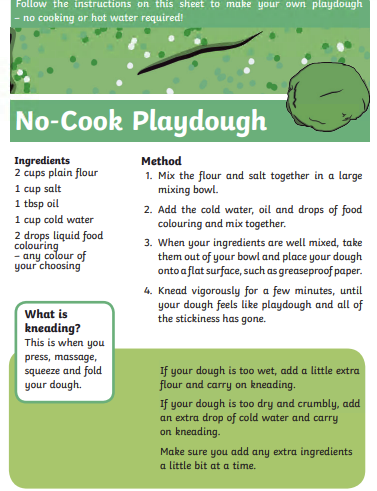 Follow the instructions on this sheet to make your own playdough
– no cooking or hot water required!
No-Cook Playdough
Ingredients
2 cups plain flour
1 cup salt
1 tbsp oil
1 cup cold water
2 drops liquid food
colouring
– any colour of
your choosing
Method
1. Mix the flour and salt together in a large
mixing bowl.
2. Add the cold water, oil and drops of food
colouring and mix together.
3. When your ingredients are well mixed, take
them out of your bowl and place your dough
onto a flat surface, such as greaseproof paper.
4. Knead vigorously for a few minutes, until
your dough feels like playdough and all of
the stickiness has gone.
What is
kneading?
This is when you
press, massage,
squeeze and fold
your dough.
If your dough is too wet, add a little extra
flour and carry on kneading.
If your dough is too dry and crumbly, add
an extra drop of cold water and carry
on kneading.
Make sure you add any extra ingredients
a little bit at a time.